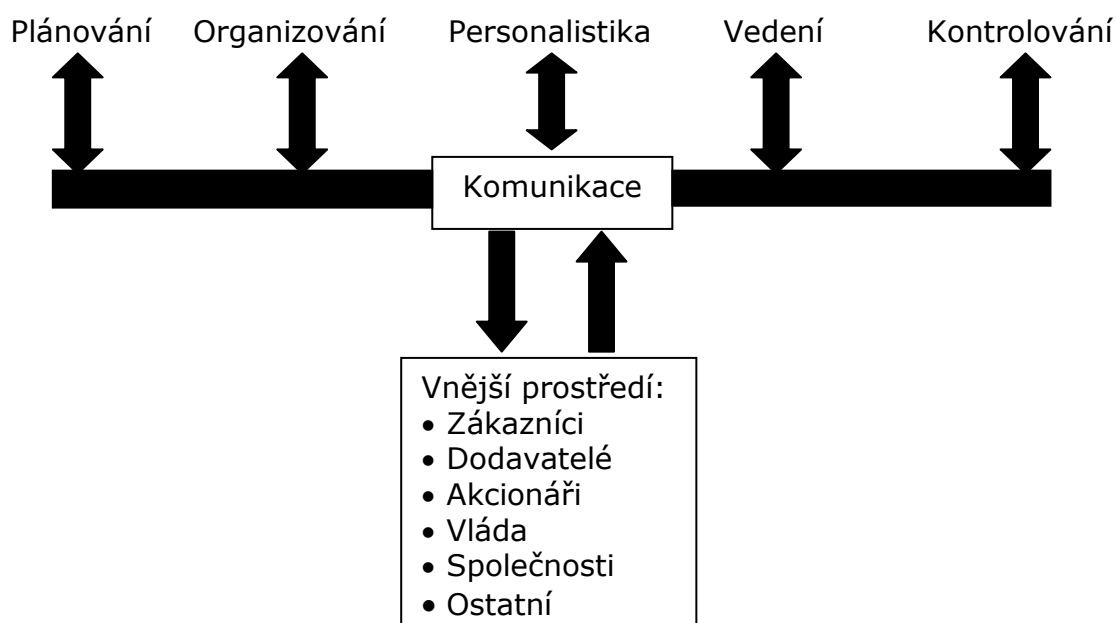 Plánování Organizování Personalistika Vedení Kontrolování
Komunikace
Vnější prostředí:
• Zákazníci
• Dodavatelé
• Akcionáři
• Vláda
• Společnosti
• Ostatní